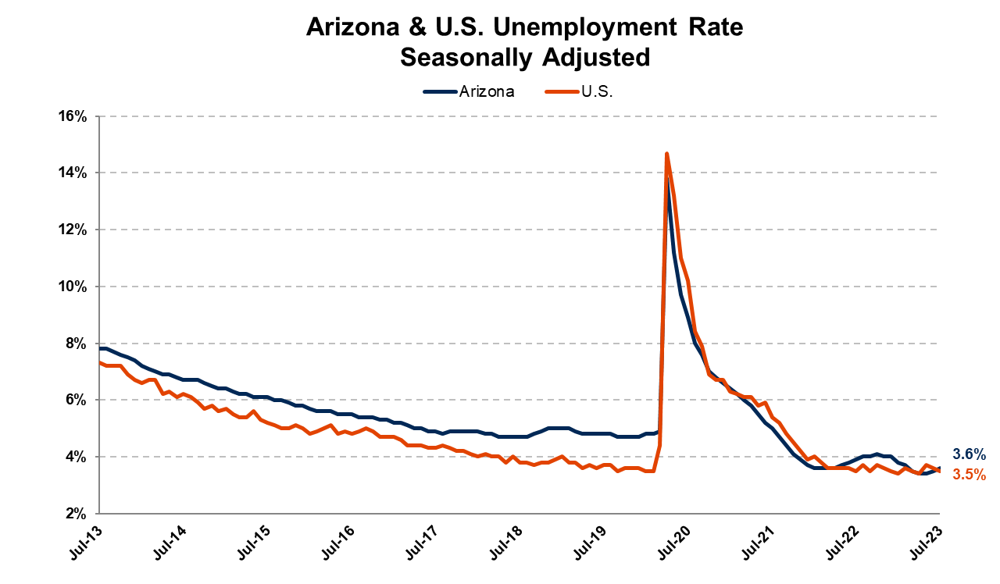 Arizona & U.S. Unemployment Rate
Seasonally Adjusted
Arizona
U.S.
16%
14%
12%
10%
8%
6%
4%
2%
3.6%
3.5%
Jul-13
Jul-14
Jul-15
Jul-16
Jul-17
Jul-18
Jul-19
Jul-20
Jul-21
Jul-22
Jul-23